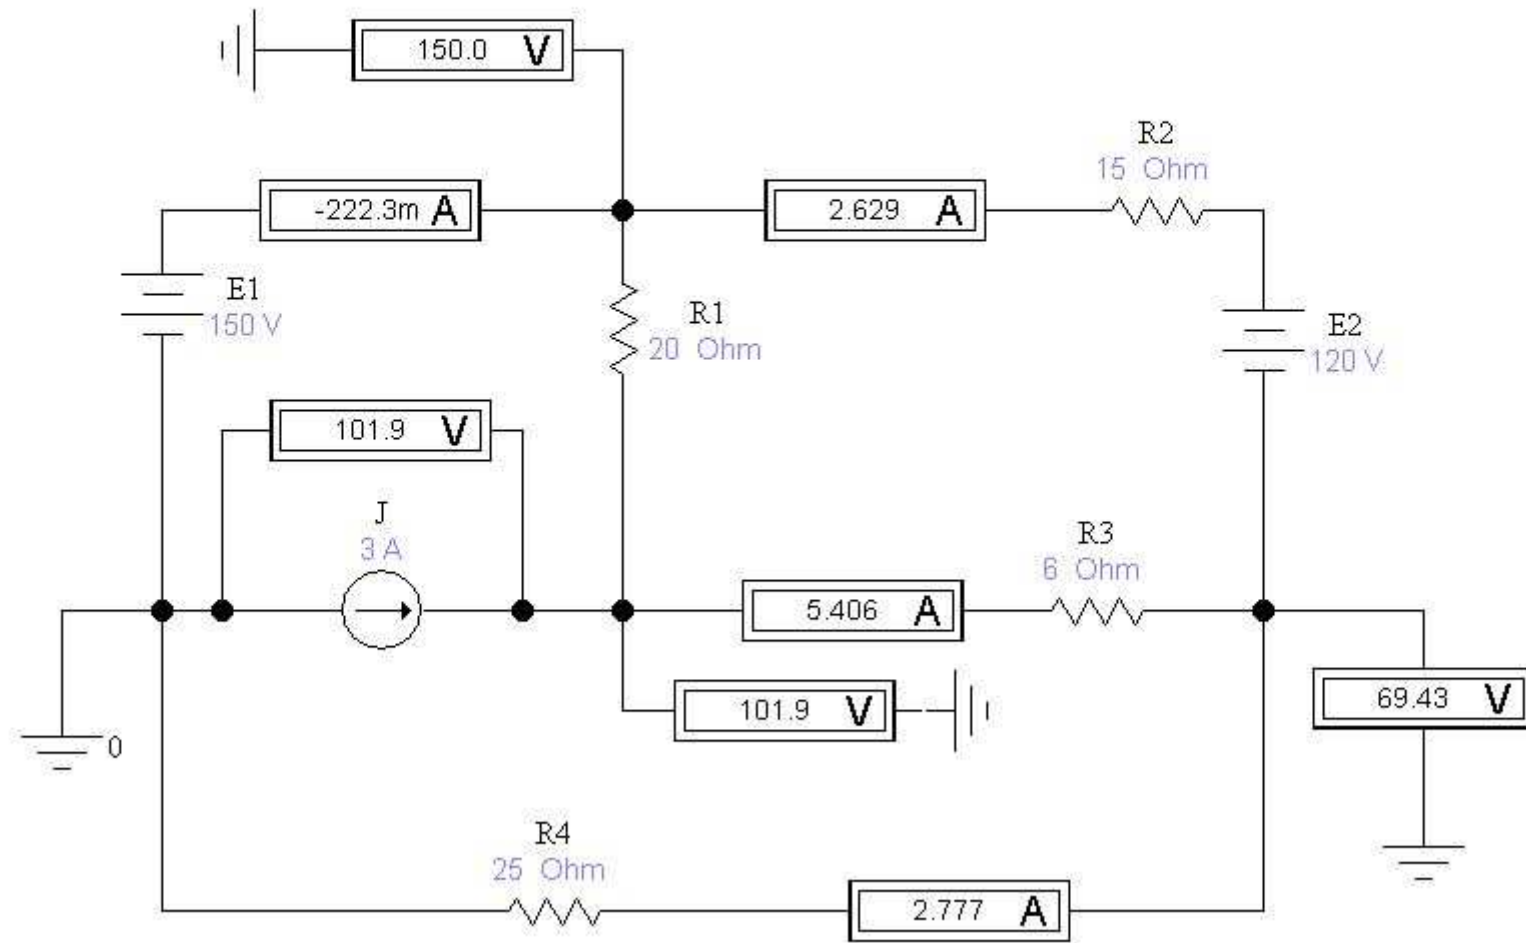 150.0 V
R2
15 Ohm
-222.3m A
2.629 A
E1
150 V
R1
20 Ohm
E2
120 V
101.9 V
J
3 A
R3
6 Ohm
5.406 A
101.9 V
69.43 V
0
R4
25 Ohm
2.777 A